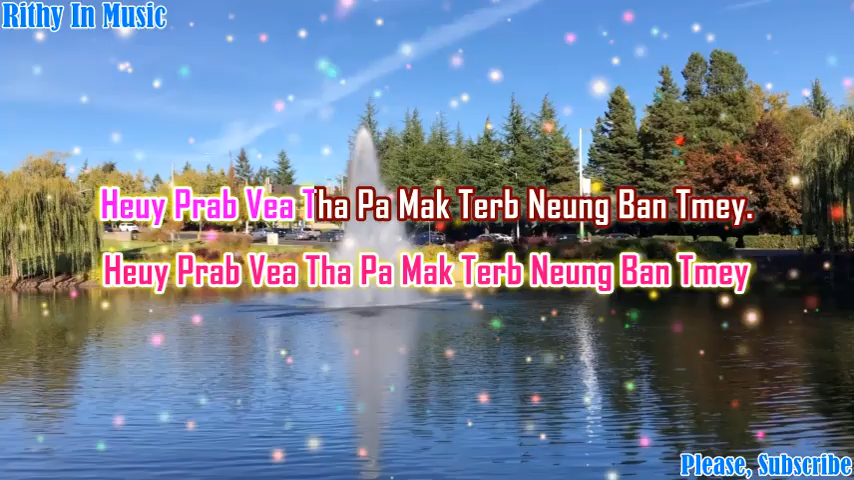 Rithy In Music
Heuy Prab Vea Tha Pa Mak Terb Neung Ban Tmey.
Heuy Prab Vea Tha Pa Mak Terb Neung Ban Tmey
Please, Subscribe